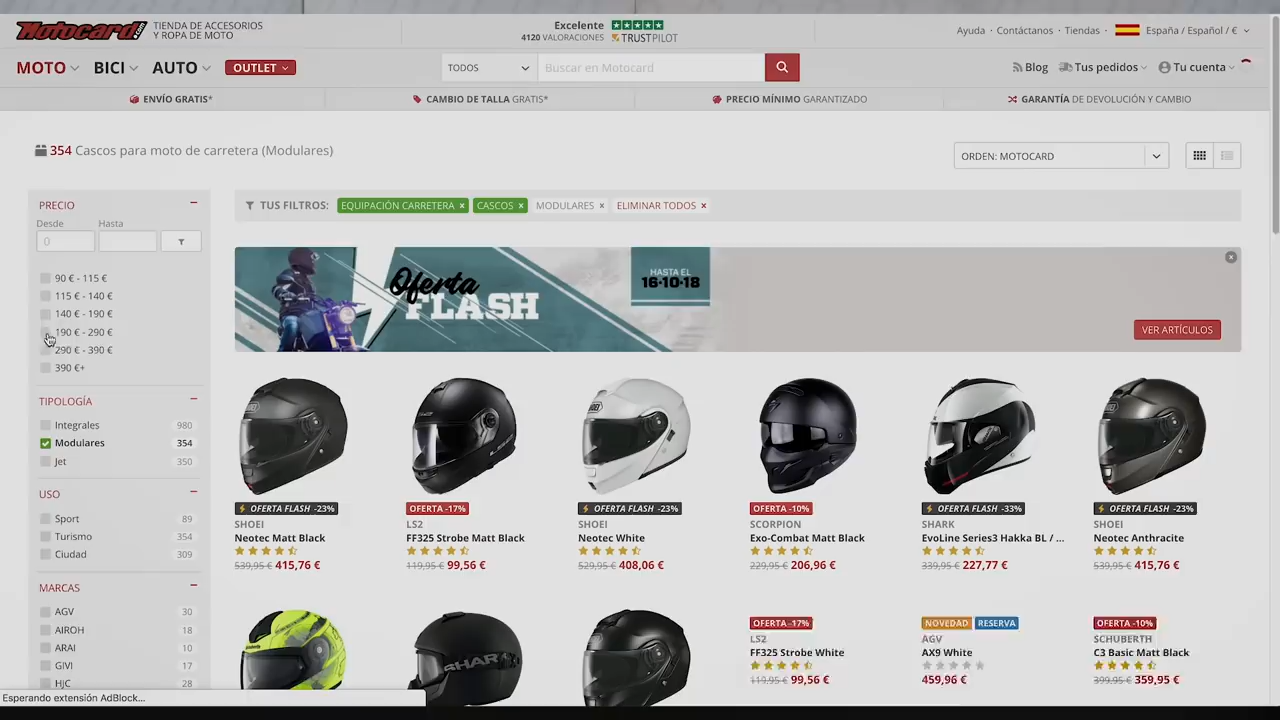 Motocard.com
TIENDA DE ACCESORIOS
Y ROPA DE MOTO
Excelente
4120 VALORACIONES
TRUSTPILOT
Ayuda · Contáctanos · Tiendas
España / Español / €
MOTO
BICI
AUTO
OUTLET
TODOS
Buscar en Motocard
Blog
Tus pedidos
Tu cuenta
ENVÍO GRATIS*
CAMBIO DE TALLA GRATIS*
PRECIO MÍNIMO GARANTIZADO
GARANTÍA DE DEVOLUCIÓN Y CAMBIO
354 Cascos para moto de carretera (Modulares)
ORDEN: MOTOCARD
PRECIO
Desde
Hasta
0
90 € - 115 €
115 € - 140 €
140 € - 190 €
190 € - 290 €
290 € - 390 €
390 €+
TIPOLOGÍA
Integrales 980
Modulares 354
Jet 350
USO
Sport 89
Turismo 354
Ciudad 309
MARCAS
AGV 30
AIROH 18
ARAI 10
GIVI 17
HJC 28
TUS FILTROS:
EQUIPACIÓN CARRETERA ×
CASCOS ×
MODULARES ×
ELIMINAR TODOS ×
Oferta
FLASH
HASTA EL
16·10·18
VER ARTÍCULOS
OFERTA FLASH -23%
SHOEI
Neotec Matt Black
539,95 € 415,76 €
OFERTA -17%
LS2
FF325 Strobe Matt Black
119,95 € 99,56 €
OFERTA FLASH -23%
SHOEI
Neotec White
529,95 € 408,06 €
OFERTA -10%
SCORPION
Exo-Combat Matt Black
229,95 € 206,96 €
OFERTA FLASH -33%
SHARK
EvoLine Series3 Hakka BL / ...
339,95 € 227,77 €
OFERTA FLASH -23%
SHOEI
Neotec Anthracite
539,95 € 415,76 €
SHARK
OFERTA -17%
LS2
FF325 Strobe White
119,95 € 99,56 €
NOVEDAD
RESERVA
AGV
AX9 White
459,96 €
OFERTA -10%
SCHUBERTH
C3 Basic Matt Black
399,95 € 359,95 €
Esperando extensión AdBlock...